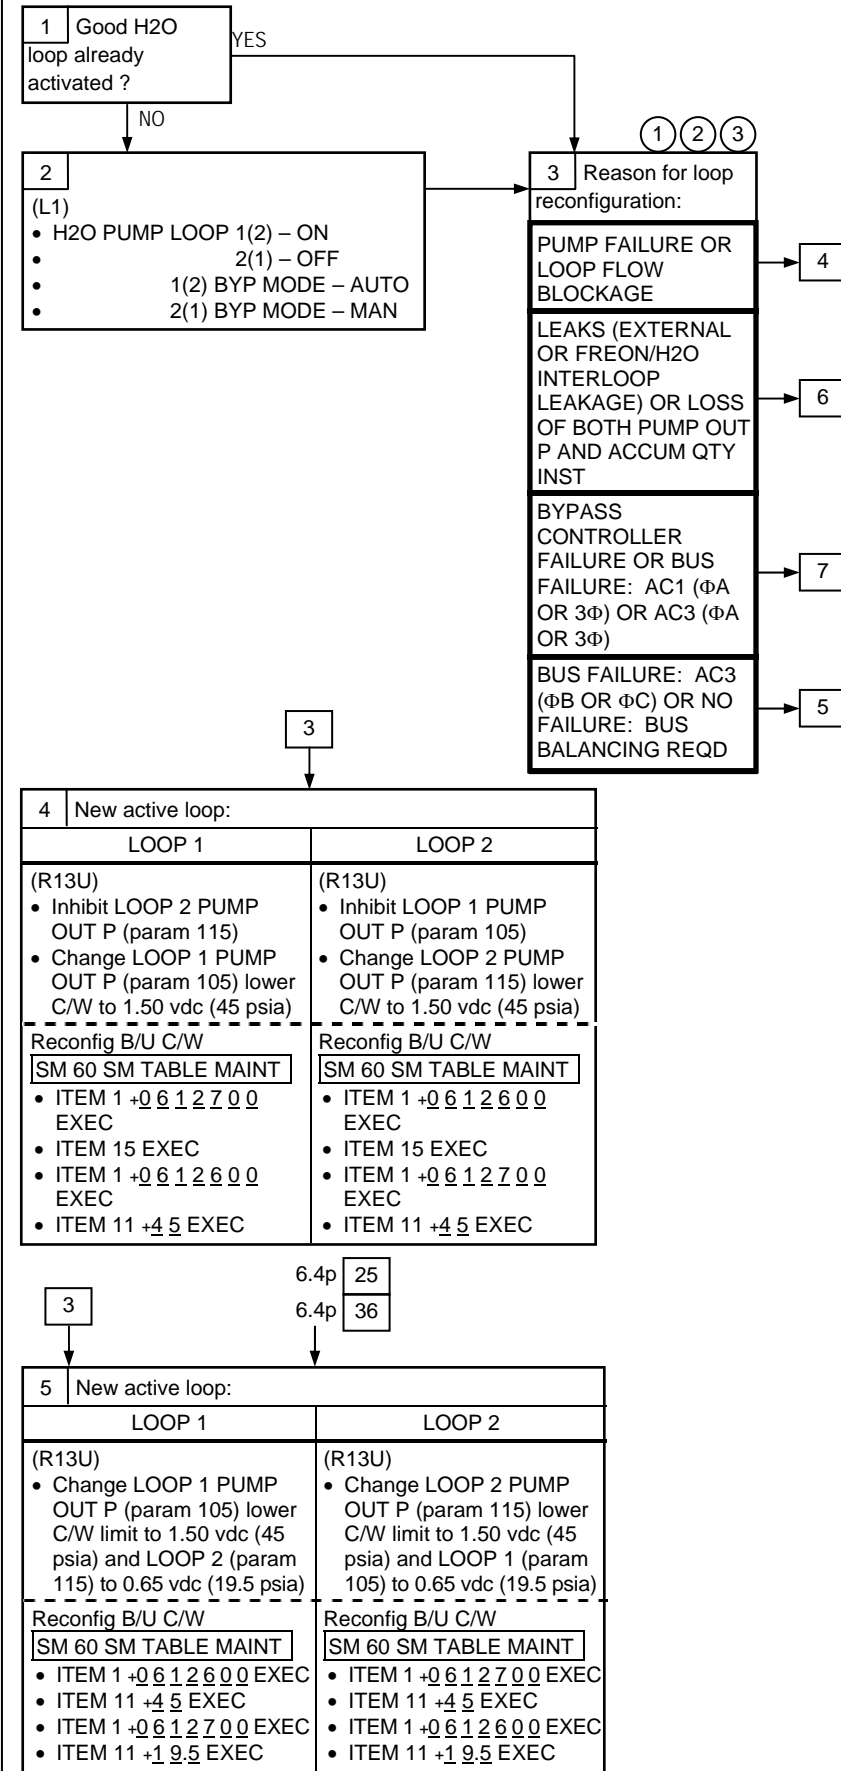 1 Good H2O
loop already
activated ?
YES
NO
2
(L1)
• H2O PUMP LOOP 1(2) – ON
• 2(1) – OFF
• 1(2) BYP MODE – AUTO
• 2(1) BYP MODE – MAN
1 2 3
3 Reason for loop
reconfiguration:
PUMP FAILURE OR
LOOP FLOW
BLOCKAGE
4
LEAKS (EXTERNAL
OR FREON/H2O
INTERLOOP
LEAKAGE) OR LOSS
OF BOTH PUMP OUT
P AND ACCUM QTY
INST
6
BYPASS
CONTROLLER
FAILURE OR BUS
FAILURE: AC1 (ΦA
OR 3Φ) OR AC3 (ΦA
OR 3Φ)
7
BUS FAILURE: AC3
(ΦB OR ΦC) OR NO
FAILURE: BUS
BALANCING REQD
5
3
4 New active loop:
LOOP 1
(R13U)
• Inhibit LOOP 2 PUMP
OUT P (param 115)
• Change LOOP 1 PUMP
OUT P (param 105) lower
C/W to 1.50 vdc (45 psia)
Reconfig B/U C/W
SM 60 SM TABLE MAINT
• ITEM 1 +0 6 1 2 7 0 0
EXEC
• ITEM 15 EXEC
• ITEM 1 +0 6 1 2 6 0 0
EXEC
• ITEM 11 +4 5 EXEC
LOOP 2
(R13U)
• Inhibit LOOP 1 PUMP
OUT P (param 105)
• Change LOOP 2 PUMP
OUT P (param 115) lower
C/W to 1.50 vdc (45 psia)
Reconfig B/U C/W
SM 60 SM TABLE MAINT
• ITEM 1 +0 6 1 2 6 0 0
EXEC
• ITEM 15 EXEC
• ITEM 1 +0 6 1 2 7 0 0
EXEC
• ITEM 11 +4 5 EXEC
3
6.4p 25
6.4p 36
5 New active loop:
LOOP 1
(R13U)
• Change LOOP 1 PUMP
OUT P (param 105) lower
C/W limit to 1.50 vdc (45
psia) and LOOP 2 (param
115) to 0.65 vdc (19.5 psia)
Reconfig B/U C/W
SM 60 SM TABLE MAINT
• ITEM 1 +0 6 1 2 6 0 0 EXEC
• ITEM 11 +4 5 EXEC
• ITEM 1 +0 6 1 2 7 0 0 EXEC
• ITEM 11 +1 9.5 EXEC
LOOP 2
(R13U)
• Change LOOP 2 PUMP
OUT P (param 115) lower
C/W limit to 1.50 vdc (45
psia) and LOOP 1 (param
105) to 0.65 vdc (19.5 psia)
Reconfig B/U C/W
SM 60 SM TABLE MAINT
• ITEM 1 +0 6 1 2 7 0 0 EXEC
• ITEM 11 +4 5 EXEC
• ITEM 1 +0 6 1 2 6 0 0 EXEC
• ITEM 11 +1 9.5 EXEC